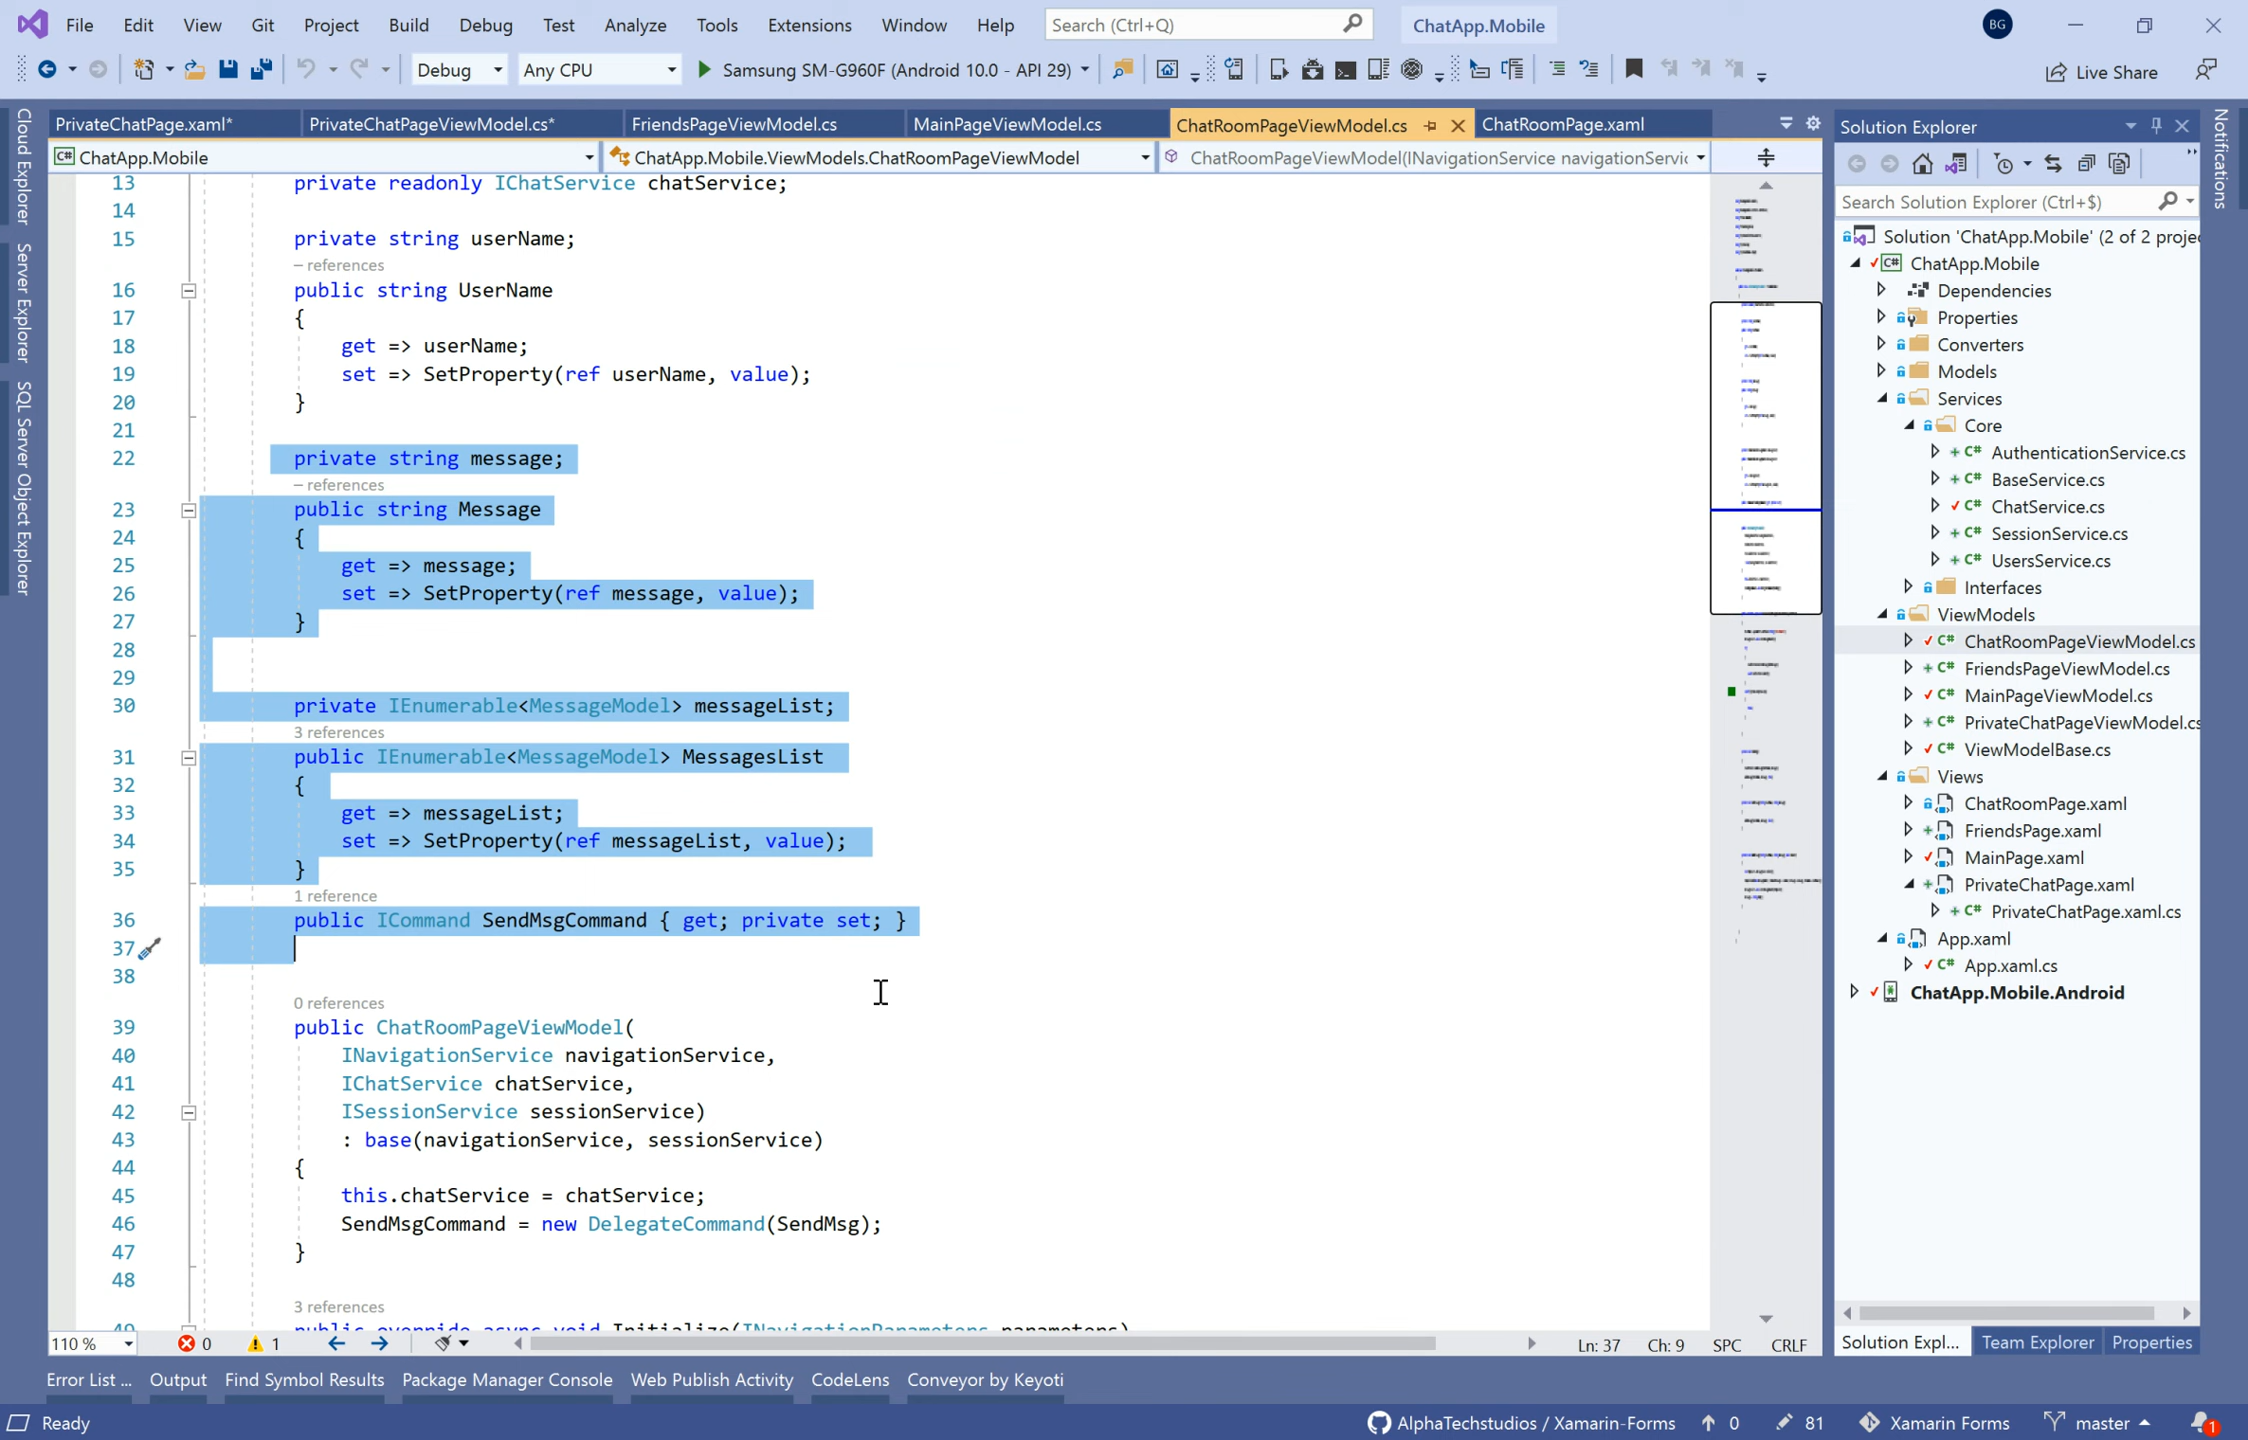 File Edit View Git Project Build Debug Test Analyze Tools Extensions Window Help Search (Ctrl+Q) ChatApp.Mobile BG
Debug Any CPU Samsung SM-G960F (Android 10.0 - API 29) Live Share
PrivateChatPage.xaml* PrivateChatPageViewModel.cs* FriendsPageViewModel.cs MainPageViewModel.cs ChatRoomPageViewModel.cs ChatRoomPage.xaml
ChatApp.Mobile ChatApp.Mobile.ViewModels.ChatRoomPageViewModel ChatRoomPageViewModel(INavigationService navigationServic
Cloud Explorer
Server Explorer
SQL Server Object Explorer
13 private readonly IChatService chatService;
14
15 private string userName;
– references
16 public string UserName
17 {
18 get => userName;
19 set => SetProperty(ref userName, value);
20 }
21
22 private string message;
– references
23 public string Message
24 {
25 get => message;
26 set => SetProperty(ref message, value);
27 }
28
29
30 private IEnumerable<MessageModel> messageList;
3 references
31 public IEnumerable<MessageModel> MessagesList
32 {
33 get => messageList;
34 set => SetProperty(ref messageList, value);
35 }
1 reference
36 public ICommand SendMsgCommand { get; private set; }
37
38
0 references
39 public ChatRoomPageViewModel(
40 INavigationService navigationService,
41 IChatService chatService,
42 ISessionService sessionService)
43 : base(navigationService, sessionService)
44 {
45 this.chatService = chatService;
46 SendMsgCommand = new DelegateCommand(SendMsg);
47 }
48
3 references
49 public override async void Initialize(INavigationParameters parameters)
110 % 0 1 Ln: 37 Ch: 9 SPC CRLF
Solution Explorer
Search Solution Explorer (Ctrl+$)
Solution 'ChatApp.Mobile' (2 of 2 projec
C# ChatApp.Mobile
Dependencies
Properties
Converters
Models
Services
Core
C# AuthenticationService.cs
C# BaseService.cs
C# ChatService.cs
C# SessionService.cs
C# UsersService.cs
Interfaces
ViewModels
C# ChatRoomPageViewModel.cs
C# FriendsPageViewModel.cs
C# MainPageViewModel.cs
C# PrivateChatPageViewModel.cs
C# ViewModelBase.cs
Views
ChatRoomPage.xaml
FriendsPage.xaml
MainPage.xaml
PrivateChatPage.xaml
C# PrivateChatPage.xaml.cs
App.xaml
C# App.xaml.cs
ChatApp.Mobile.Android
Solution Expl... Team Explorer Properties
Notifications
Error List ... Output Find Symbol Results Package Manager Console Web Publish Activity CodeLens Conveyor by Keyoti
Ready AlphaTechstudios / Xamarin-Forms 0 81 Xamarin Forms master 1